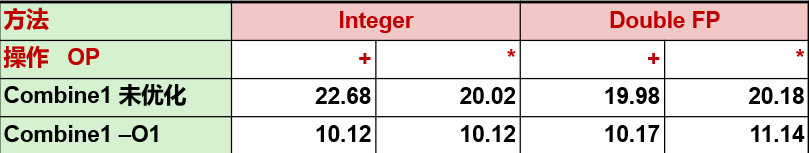 方法 Integer Double FP
操作 OP + * + *
Combine1 未优化 22.68 20.02 19.98 20.18
Combine1 –O1 10.12 10.12 10.17 11.14